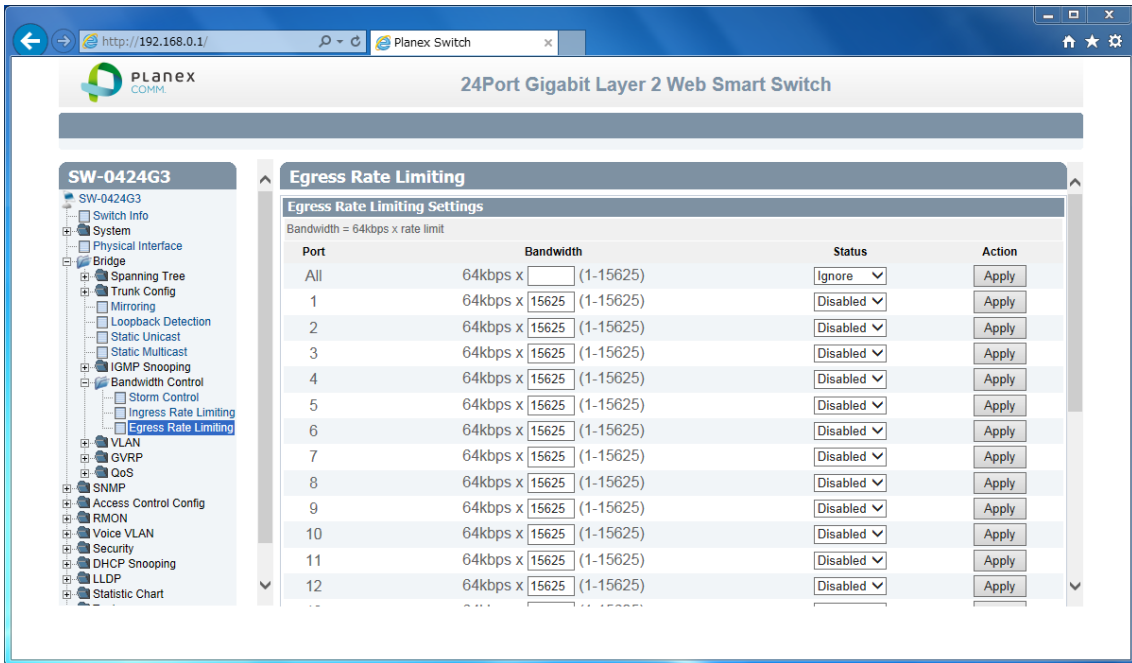 http://192.168.0.1/
Planex Switch
PLANEX
COMM.
24Port Gigabit Layer 2 Web Smart Switch
SW-0424G3
SW-0424G3
Switch Info
System
Physical Interface
Bridge
Spanning Tree
Trunk Config
Mirroring
Loopback Detection
Static Unicast
Static Multicast
IGMP Snooping
Bandwidth Control
Storm Control
Ingress Rate Limiting
Egress Rate Limiting
VLAN
GVRP
QoS
SNMP
Access Control Config
RMON
Voice VLAN
Security
DHCP Snooping
LLDP
Statistic Chart
Egress Rate Limiting
Egress Rate Limiting Settings
Bandwidth = 64kbps x rate limit
Port Bandwidth Status Action
All 64kbps x (1-15625) Ignore Apply
1 64kbps x 15625 (1-15625) Disabled Apply
2 64kbps x 15625 (1-15625) Disabled Apply
3 64kbps x 15625 (1-15625) Disabled Apply
4 64kbps x 15625 (1-15625) Disabled Apply
5 64kbps x 15625 (1-15625) Disabled Apply
6 64kbps x 15625 (1-15625) Disabled Apply
7 64kbps x 15625 (1-15625) Disabled Apply
8 64kbps x 15625 (1-15625) Disabled Apply
9 64kbps x 15625 (1-15625) Disabled Apply
10 64kbps x 15625 (1-15625) Disabled Apply
11 64kbps x 15625 (1-15625) Disabled Apply
12 64kbps x 15625 (1-15625) Disabled Apply